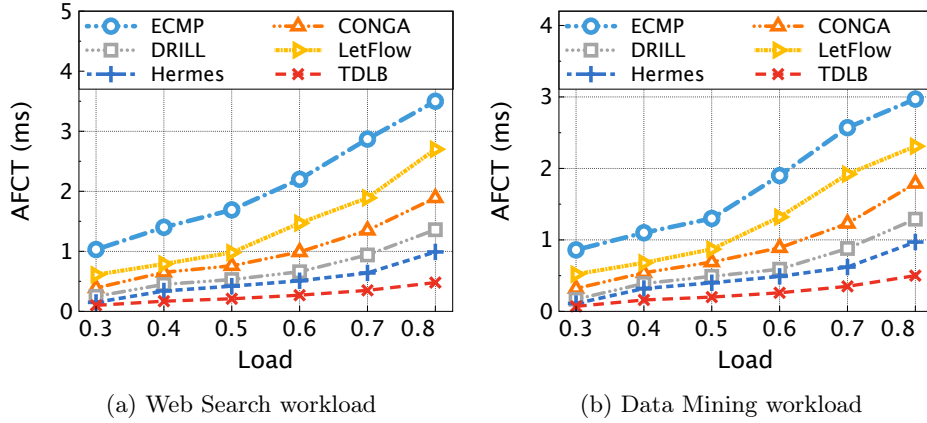 5
4
3
2
1
0
AFCT (ms)
ECMP
DRILL
Hermes
CONGA
LetFlow
TDLB
0.3 0.4 0.5 0.6 0.7 0.8
Load
(a) Web Search workload
4
3
2
1
0
AFCT (ms)
ECMP
DRILL
Hermes
CONGA
LetFlow
TDLB
0.3 0.4 0.5 0.6 0.7 0.8
Load
(b) Data Mining workload